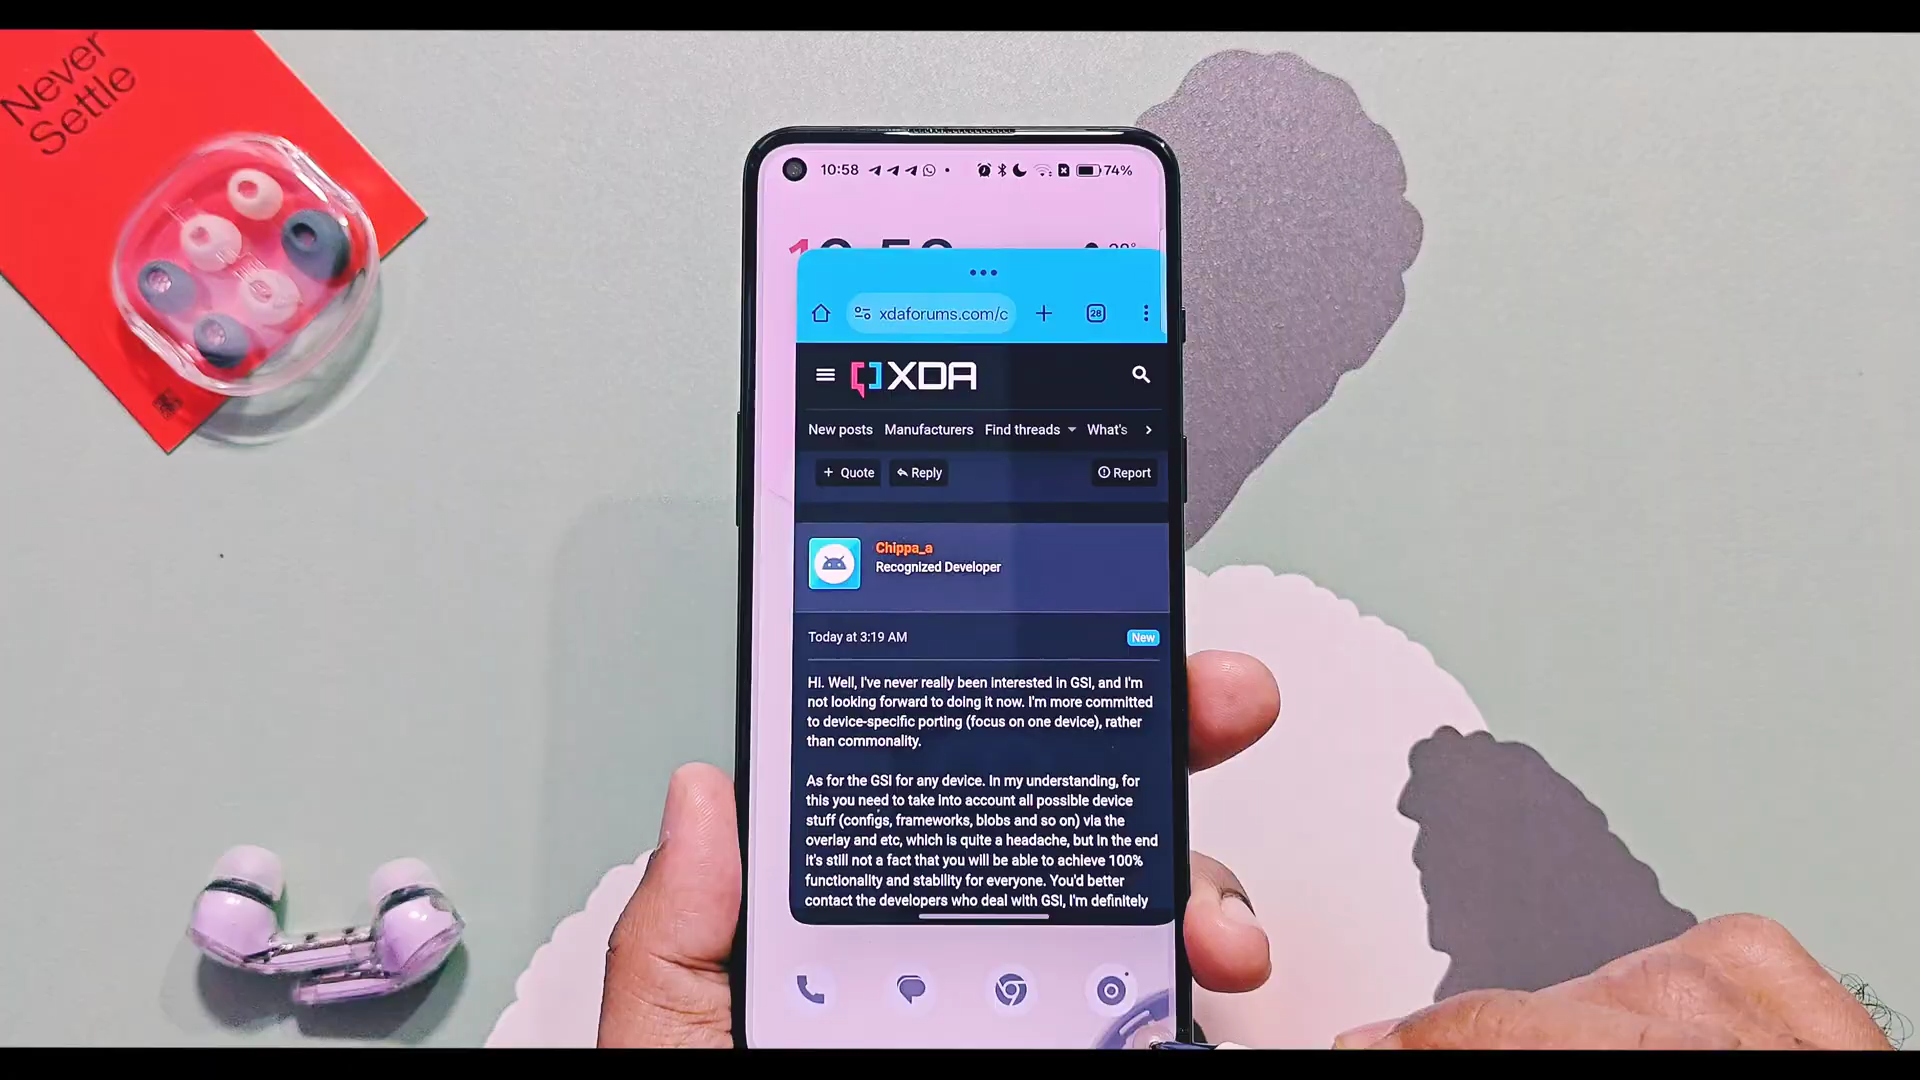 Never
Settle
10:58
74%
28°
xdaforums.com/c
28
XDA
New posts Manufacturers Find threads What's
+ Quote Reply Report
Chippa_a
Recognized Developer
Today at 3:19 AM
New
Hi. Well, I've never really been interested in GSI, and I'm
not looking forward to doing it now. I'm more committed
to device-specific porting (focus on one device), rather
than commonality.
As for the GSI for any device. In my understanding, for
this you need to take into account all possible device
stuff (configs, frameworks, blobs and so on) via the
overlay and etc, which is quite a headache, but in the end
it's still not a fact that you will be able to achieve 100%
functionality and stability for everyone. You'd better
contact the developers who deal with GSI, I'm definitely